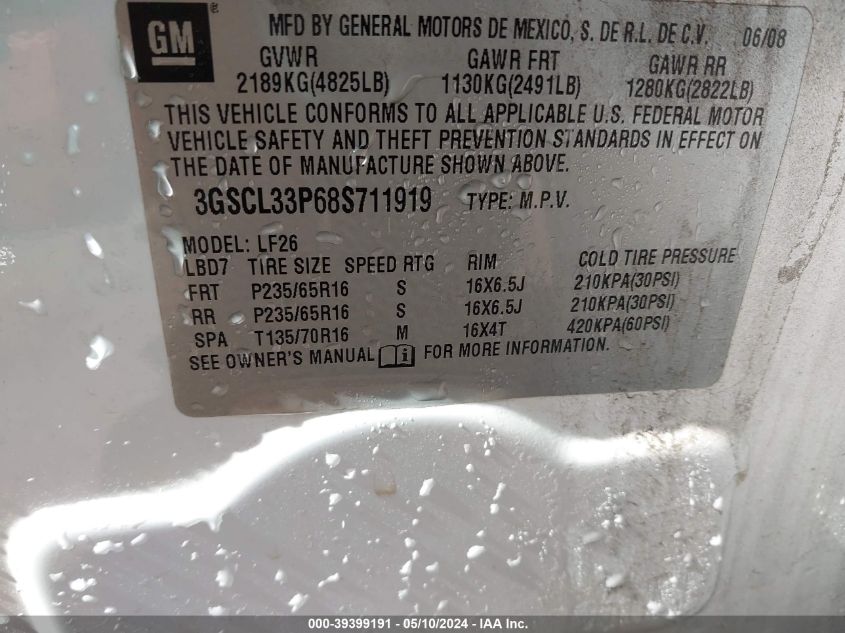 GM
MFD BY GENERAL MOTORS DE MEXICO, S. DE R.L. DE C.V. 06/08
GVWR GAWR FRT GAWR RR
2189KG(4825LB) 1130KG(2491LB) 1280KG(2822LB)
THIS VEHICLE CONFORMS TO ALL APPLICABLE U.S. FEDERAL MOTOR
VEHICLE SAFETY AND THEFT PREVENTION STANDARDS IN EFFECT ON
THE DATE OF MANUFACTURE SHOWN ABOVE.
3GSCL33P68S711919 TYPE: M.P.V.
MODEL: LF26
LBD7 TIRE SIZE SPEED RTG RIM COLD TIRE PRESSURE
FRT P235/65R16 S 16X6.5J 210KPA(30PSI)
RR P235/65R16 S 16X6.5J 210KPA(30PSI)
SPA T135/70R16 M 16X4T 420KPA(60PSI)
SEE OWNER'S MANUAL FOR MORE INFORMATION.
000-39399191 - 05/10/2024 - IAA Inc.